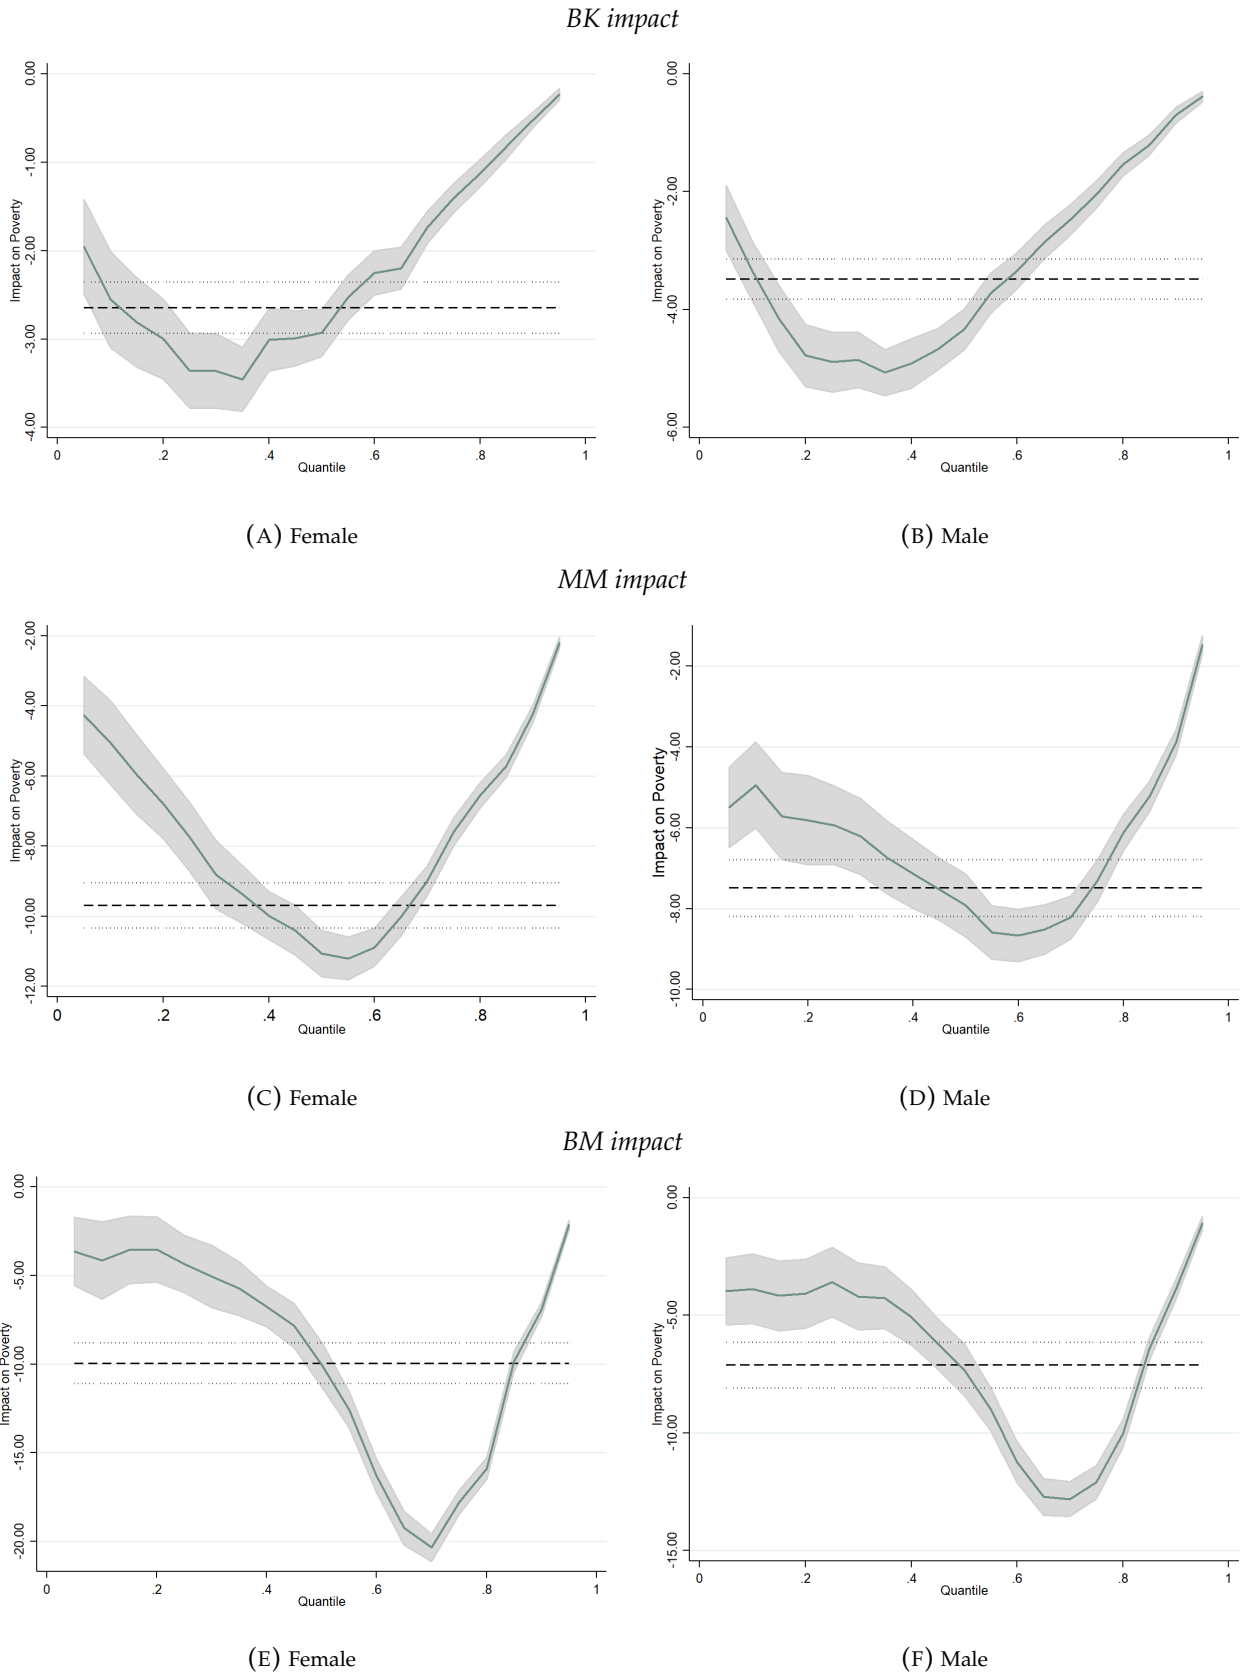 BK impact
0.00
-1.00
-2.00
-3.00
-4.00
Impact on Poverty
0 .2 .4 .6 .8 1
Quantile
(A) Female
0.00
-2.00
-4.00
-6.00
Impact on Poverty
0 .2 .4 .6 .8 1
Quantile
(B) Male
MM impact
-2.00
-4.00
-6.00
-8.00
-10.00
-12.00
Impact on Poverty
0 .2 .4 .6 .8 1
Quantile
(C) Female
-2.00
-4.00
-6.00
-8.00
-10.00
Impact on Poverty
0 .2 .4 .6 .8 1
Quantile
(D) Male
BM impact
0.00
-5.00
-10.00
-15.00
-20.00
Impact on Poverty
0 .2 .4 .6 .8 1
Quantile
(E) Female
0.00
-5.00
-10.00
-15.00
Impact on Poverty
0 .2 .4 .6 .8 1
Quantile
(F) Male